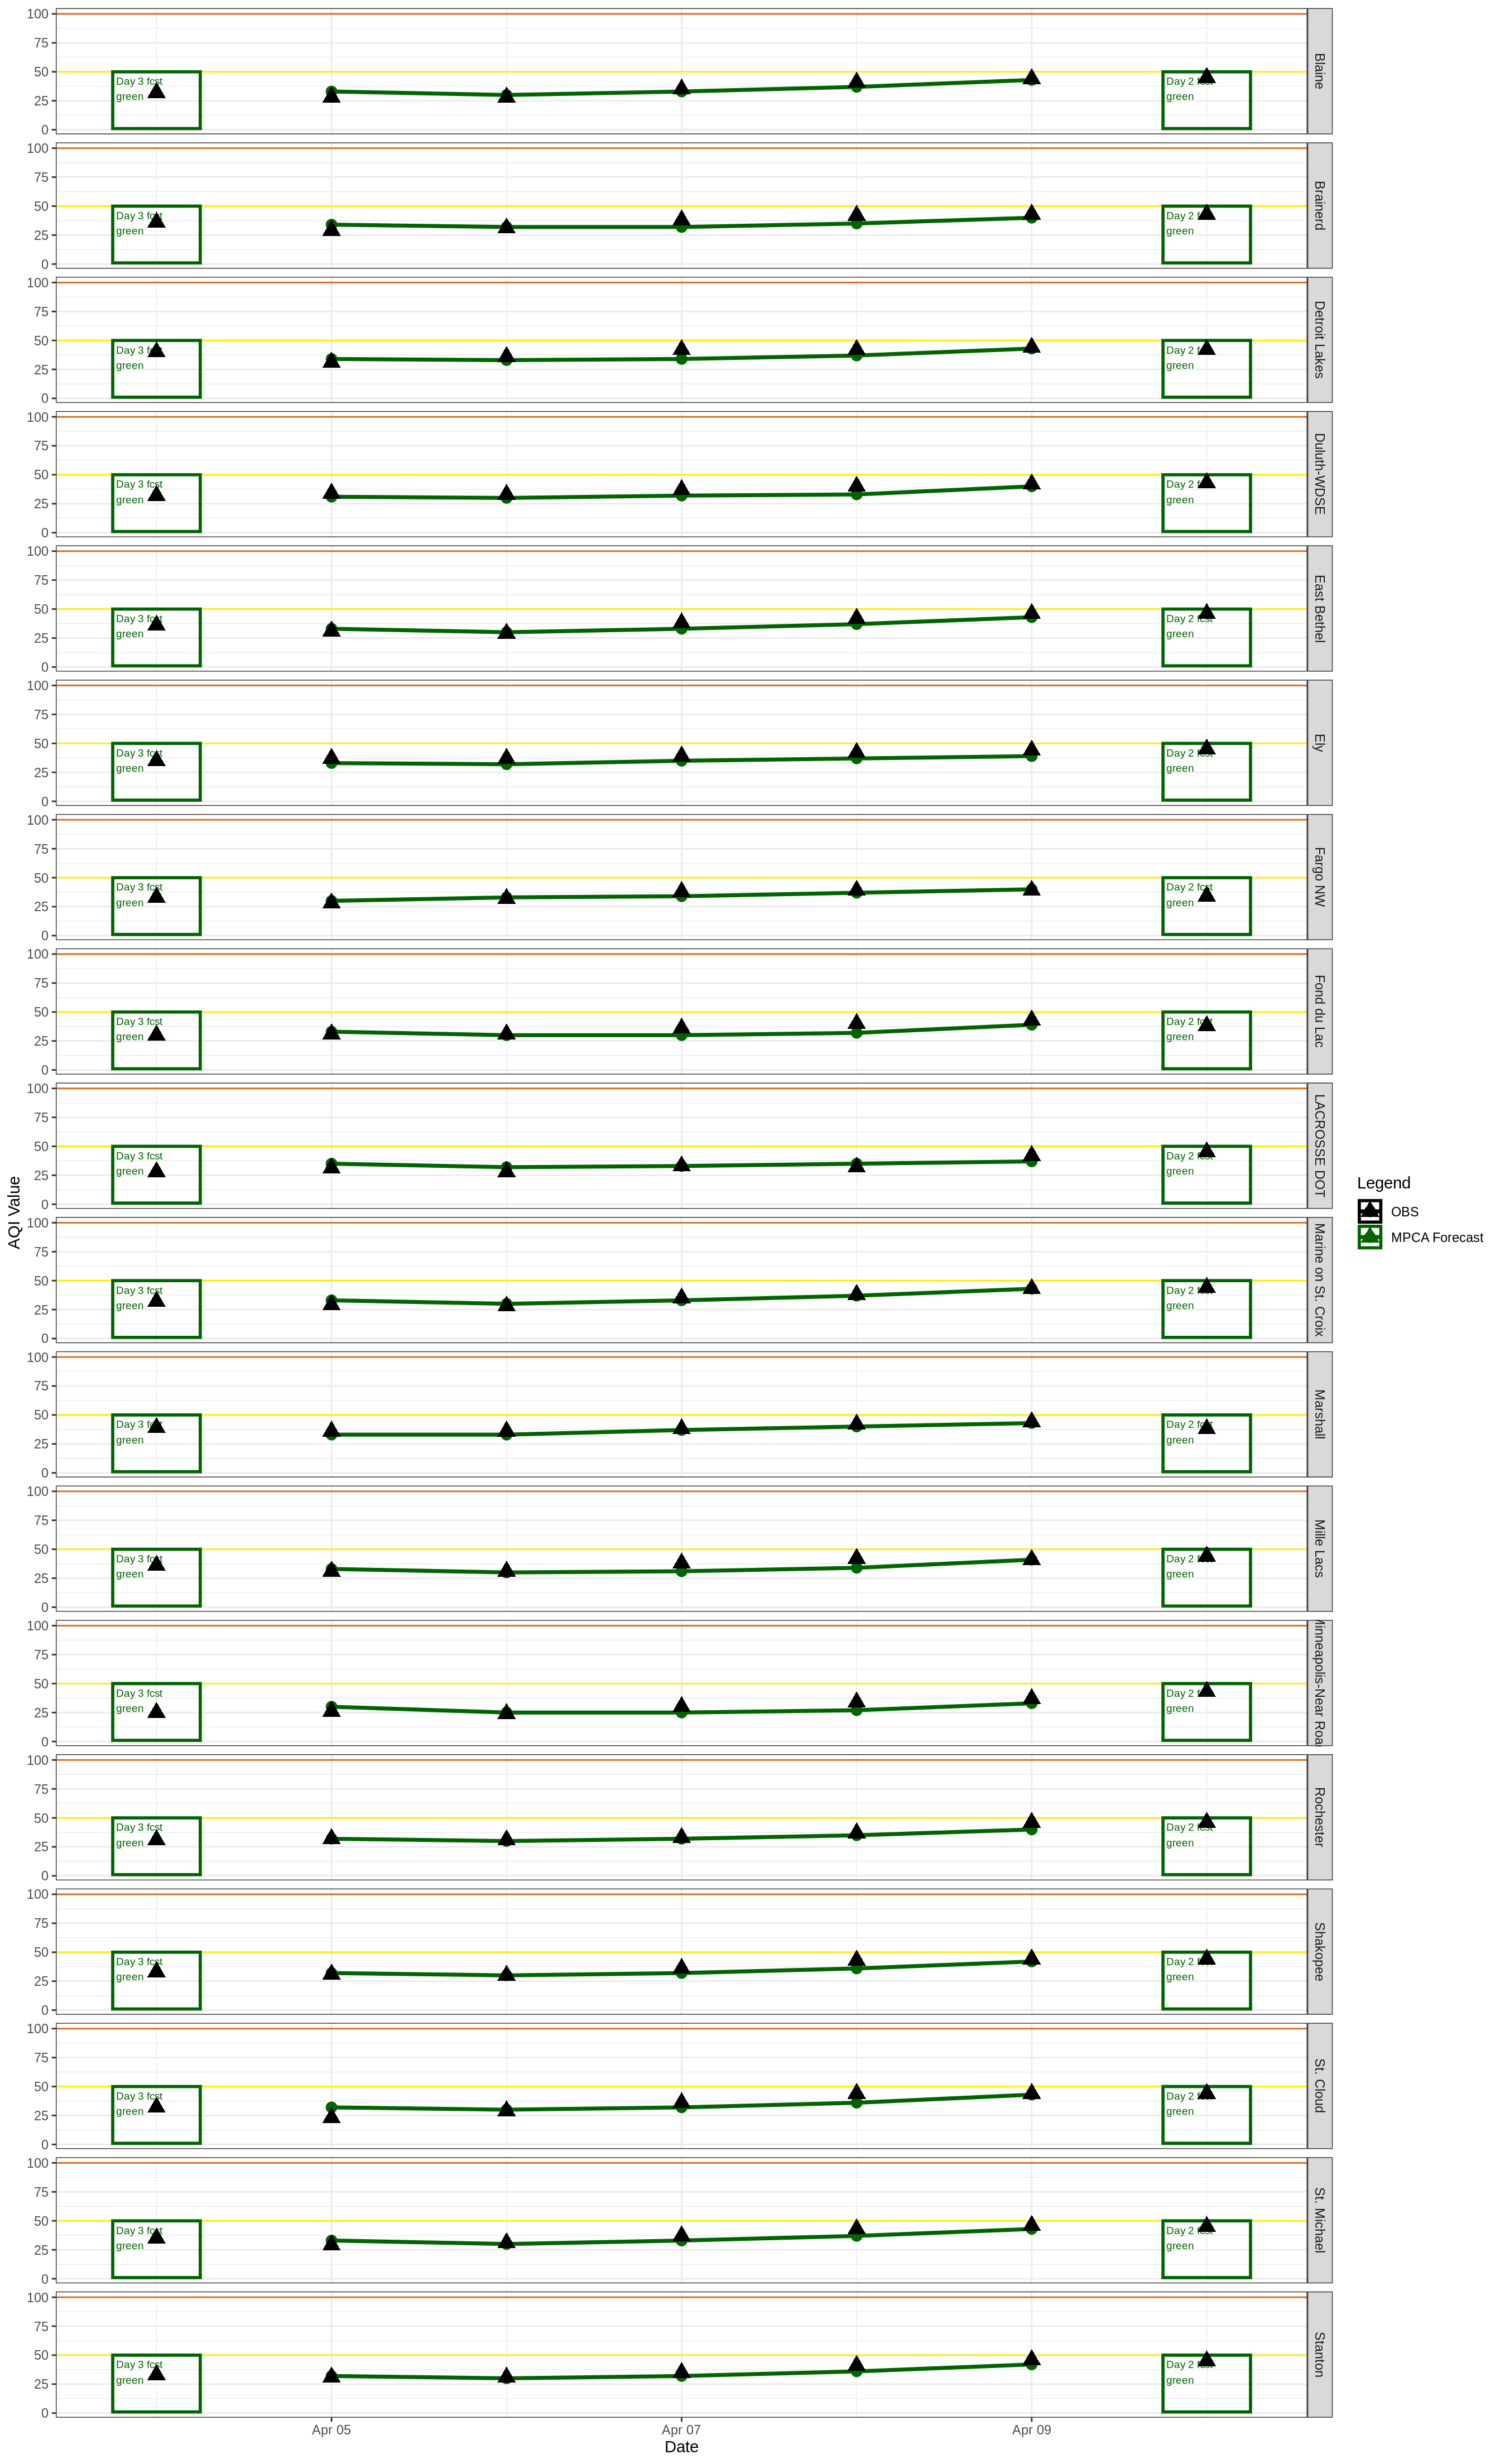 100
75
50
25
0
Day 3 fcst
green
Day 2 fcst
green
Blaine
100
75
50
25
0
Day 3 fcst
green
Day 2 fcst
green
Brainerd
100
75
50
25
0
Day 3 fcst
green
Day 2 fcst
green
Detroit Lakes
100
75
50
25
0
Day 3 fcst
green
Day 2 fcst
green
Duluth-WDSE
100
75
50
25
0
Day 3 fcst
green
Day 2 fcst
green
East Bethel
100
75
50
25
0
Day 3 fcst
green
Day 2 fcst
green
Ely
100
75
50
25
0
Day 3 fcst
green
Day 2 fcst
green
Fargo NW
100
75
50
25
0
Day 3 fcst
green
Day 2 fcst
green
Fond du Lac
100
75
50
25
0
Day 3 fcst
green
Day 2 fcst
green
LACROSSE DOT
100
75
50
25
0
Day 3 fcst
green
Day 2 fcst
green
Marine on St. Croix
100
75
50
25
0
Day 3 fcst
green
Day 2 fcst
green
Marshall
100
75
50
25
0
Day 3 fcst
green
Day 2 fcst
green
Mille Lacs
100
75
50
25
0
Day 3 fcst
green
Day 2 fcst
green
Minneapolis-Near Road
100
75
50
25
0
Day 3 fcst
green
Day 2 fcst
green
Rochester
100
75
50
25
0
Day 3 fcst
green
Day 2 fcst
green
Shakopee
100
75
50
25
0
Day 3 fcst
green
Day 2 fcst
green
St. Cloud
100
75
50
25
0
Day 3 fcst
green
Day 2 fcst
green
St. Michael
100
75
50
25
0
Day 3 fcst
green
Day 2 fcst
green
Stanton
Apr 05
Apr 07
Apr 09
Date
AQI Value
Legend
OBS
MPCA Forecast